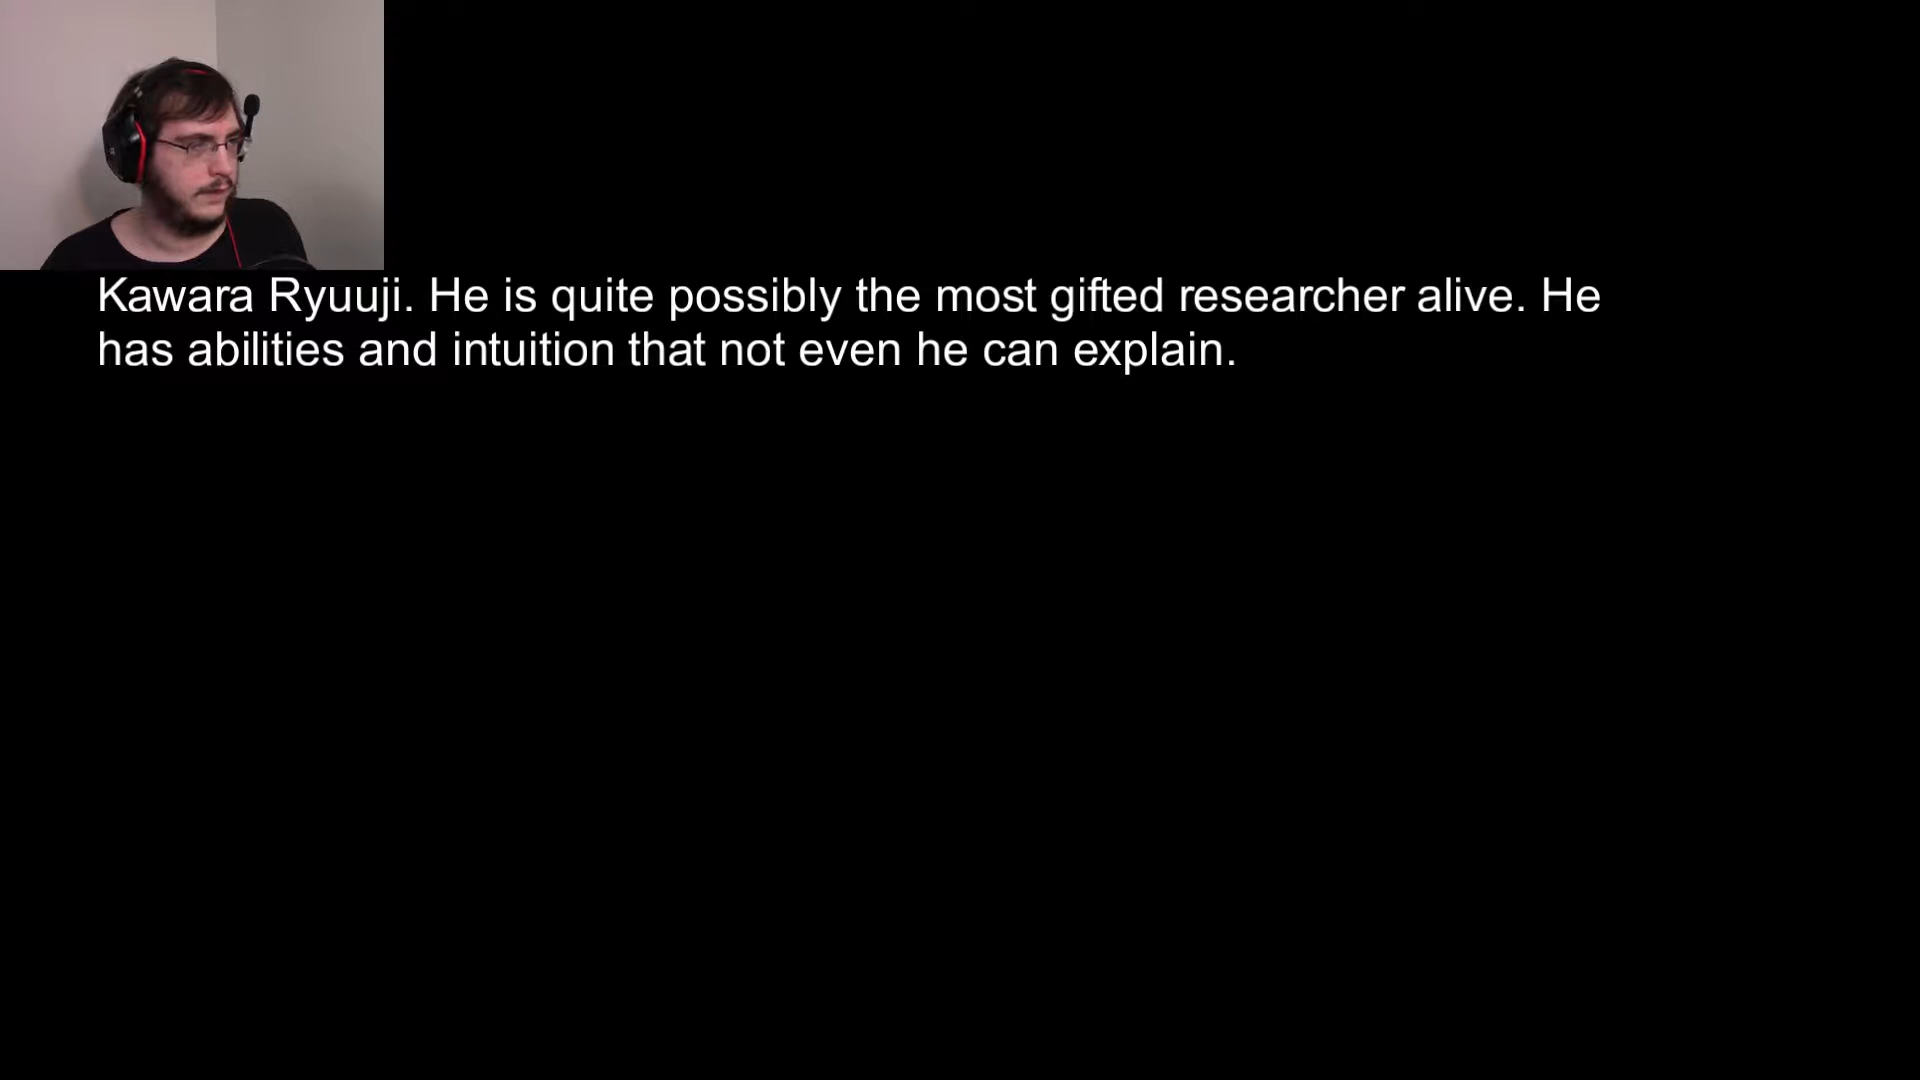 Kawara Ryuuji. He is quite possibly the most gifted researcher alive. He
has abilities and intuition that not even he can explain.